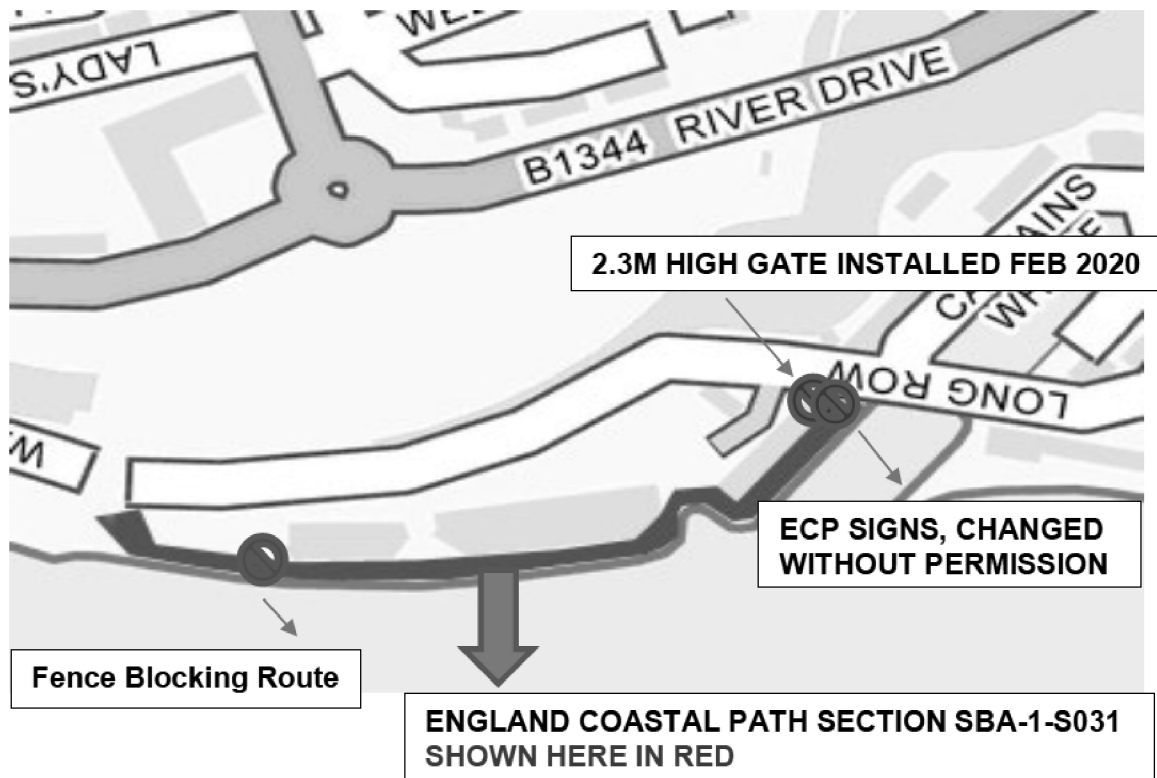 LADY'S
WE
B1344 RIVER DRIVE
2.3M HIGH GATE INSTALLED FEB 2020
LONG ROW
W
ECP SIGNS, CHANGED
WITHOUT PERMISSION
Fence Blocking Route
ENGLAND COASTAL PATH SECTION SBA-1-S031
SHOWN HERE IN RED